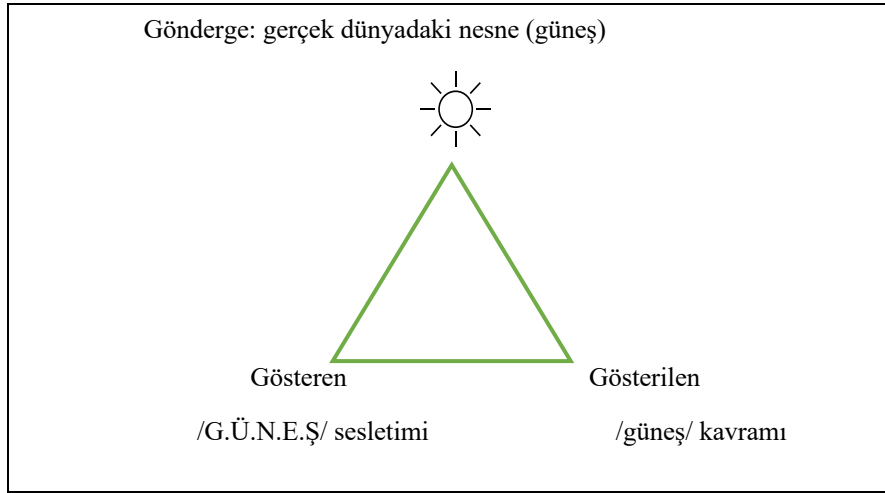 Gönderge: gerçek dünyadaki nesne (güneş)
Gösteren Gösterilen
/G.Ü.N.E.Ş/ sesletimi /güneş/ kavramı